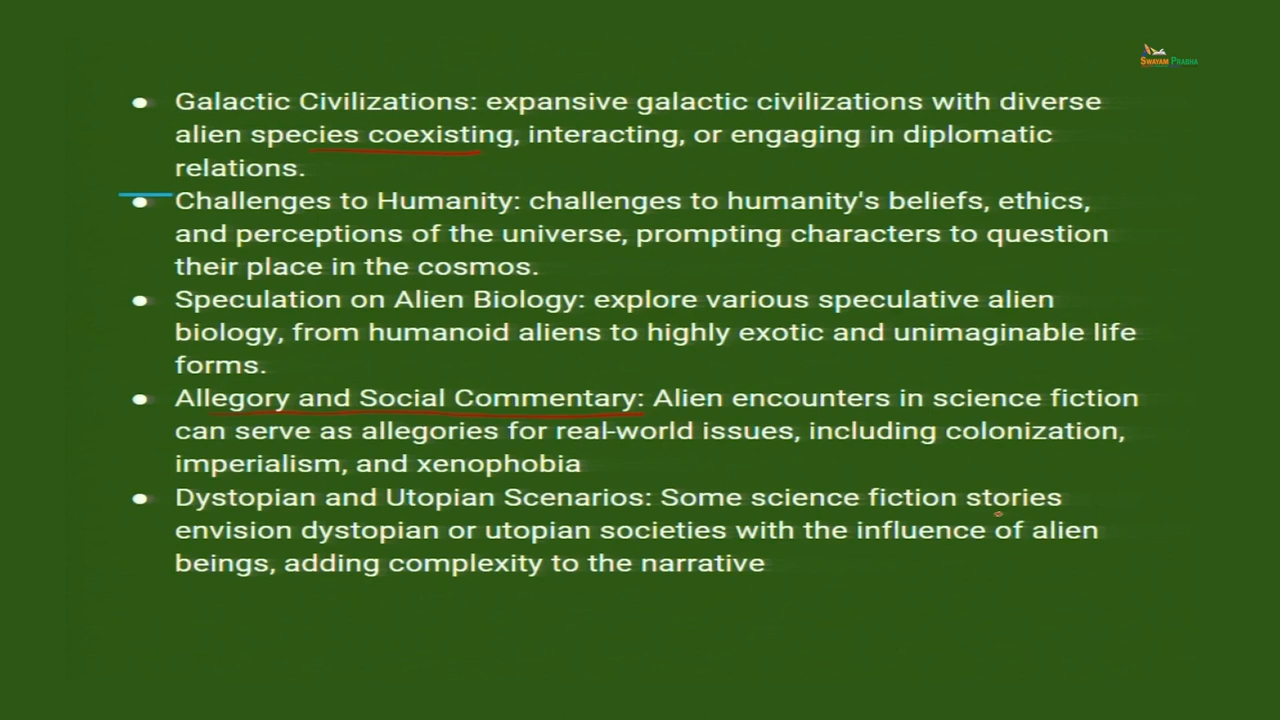 SWAYAM PRABHA
• Galactic Civilizations: expansive galactic civilizations with diverse
alien species coexisting, interacting, or engaging in diplomatic
relations.
• Challenges to Humanity: challenges to humanity's beliefs, ethics,
and perceptions of the universe, prompting characters to question
their place in the cosmos.
• Speculation on Alien Biology: explore various speculative alien
biology, from humanoid aliens to highly exotic and unimaginable life
forms.
• Allegory and Social Commentary: Alien encounters in science fiction
can serve as allegories for real-world issues, including colonization,
imperialism, and xenophobia
• Dystopian and Utopian Scenarios: Some science fiction stories
envision dystopian or utopian societies with the influence of alien
beings, adding complexity to the narrative